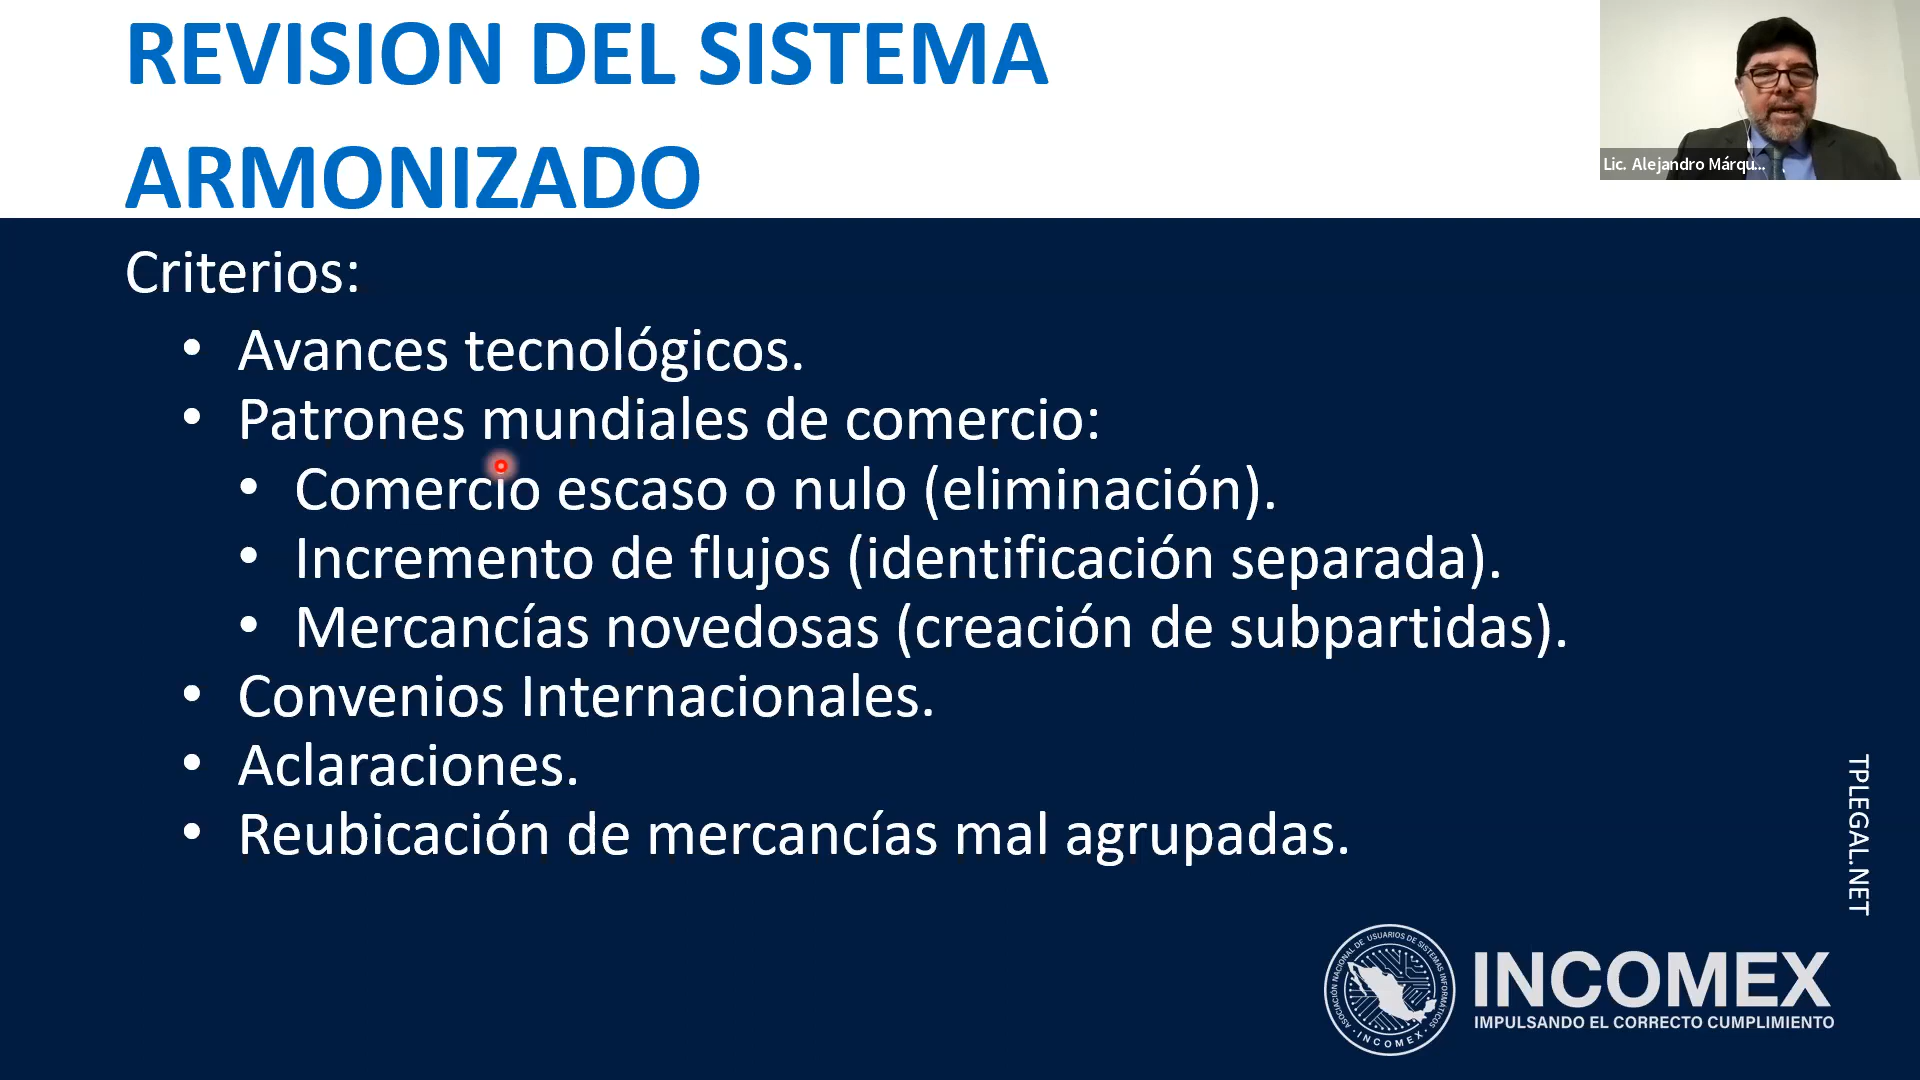 REVISION DEL SISTEMA
ARMONIZADO
Lic. Alejandro Márqu...
Criterios:
• Avances tecnológicos.
• Patrones mundiales de comercio:
• Comercio escaso o nulo (eliminación).
• Incremento de flujos (identificación separada).
• Mercancías novedosas (creación de subpartidas).
• Convenios Internacionales.
• Aclaraciones.
• Reubicación de mercancías mal agrupadas.
TPLEGAL.NET
ASOCIACIÓN NACIONAL DE USUARIOS DE SISTEMAS INFORMATICOS
• INCOMEX •
INCOMEX
IMPULSANDO EL CORRECTO CUMPLIMIENTO